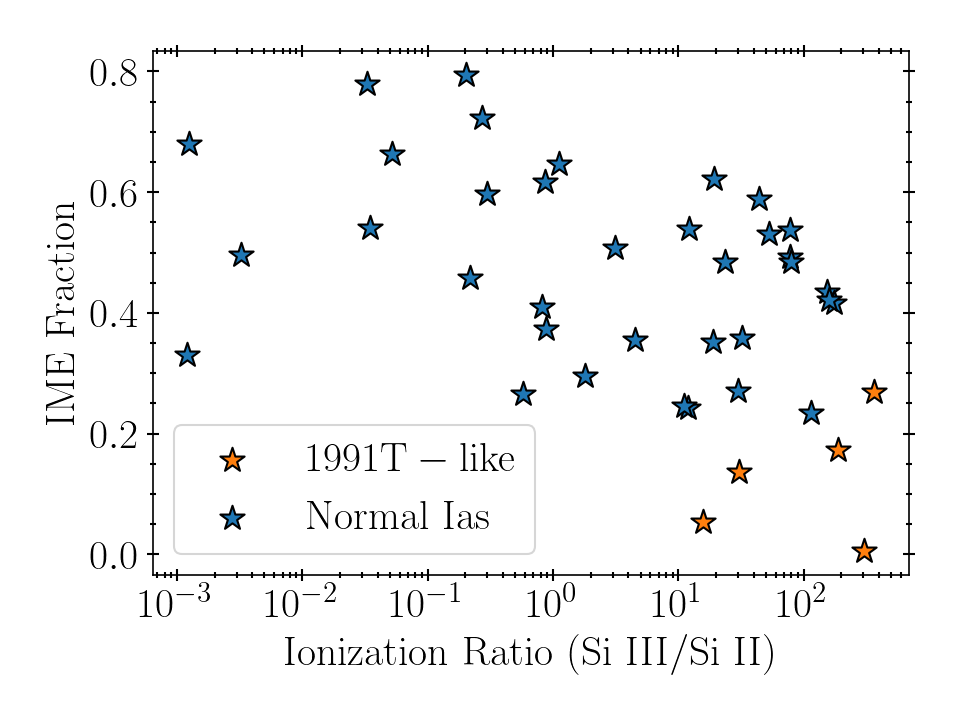 0.8
0.6
0.4
0.2
0.0
IME Fraction
1991T − like
Normal Ias
10⁻³ 10⁻² 10⁻¹ 10⁰ 10¹ 10²
Ionization Ratio (Si III/Si II)